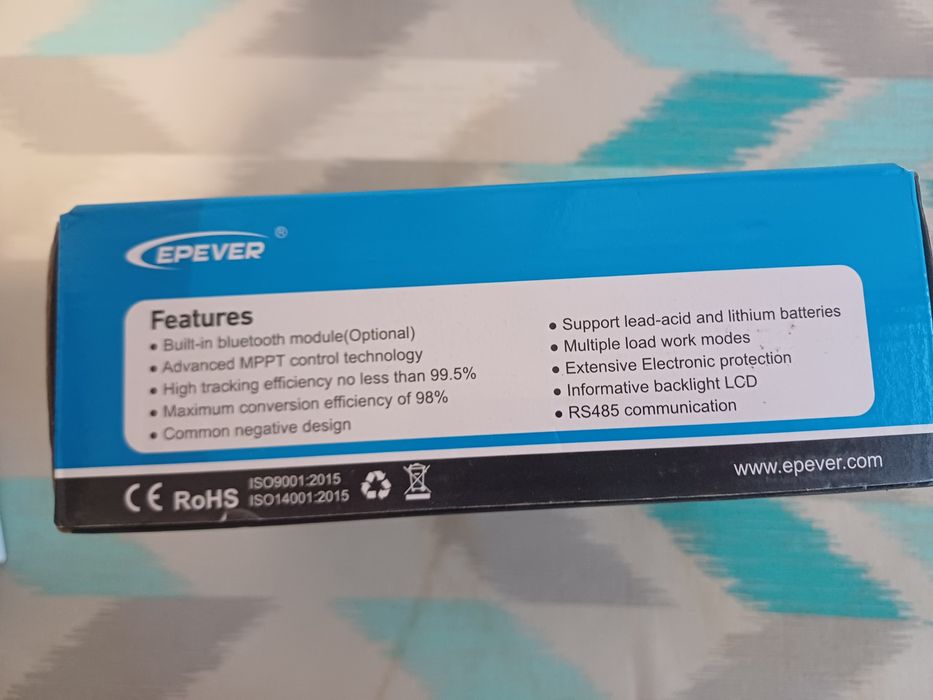 EPEVER ®
Features
• Built-in bluetooth module(Optional)
• Advanced MPPT control technology
• High tracking efficiency no less than 99.5%
• Maximum conversion efficiency of 98%
• Common negative design
• Support lead-acid and lithium batteries
• Multiple load work modes
• Extensive Electronic protection
• Informative backlight LCD
• RS485 communication
CE RoHS
ISO9001:2015
ISO14001:2015
www.epever.com